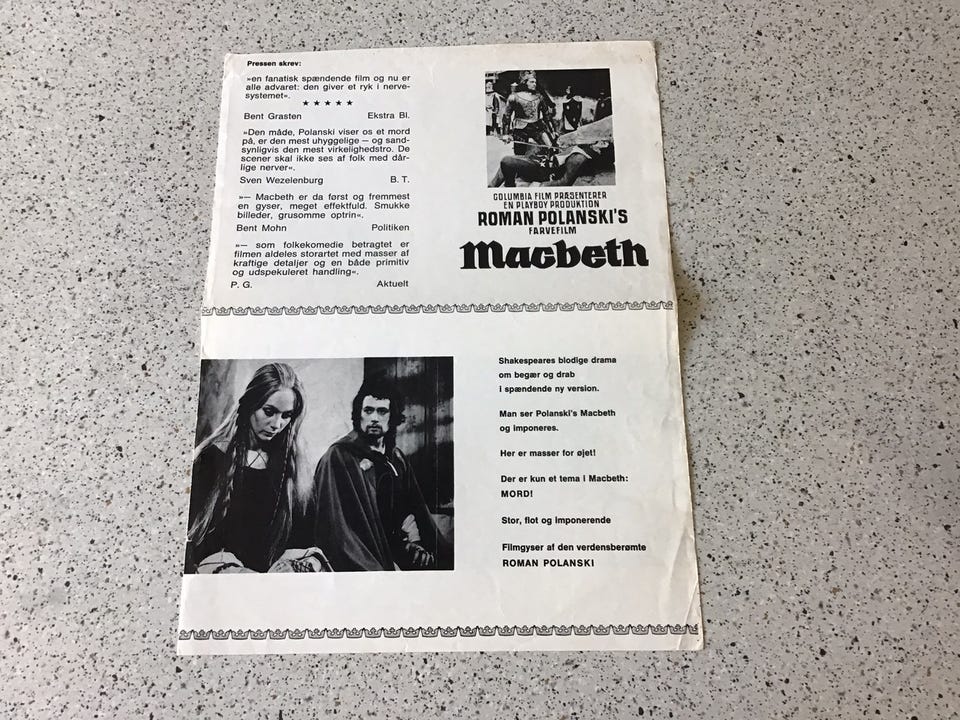 Pressen skrev:
»en fanatisk spændende film og nu er
alle advaret: den giver et ryk i nerve-
systemet«.
★ ★ ★ ★ ★
Bent Grasten Ekstra Bl.
»Den måde, Polanski viser os et mord
på, er den mest uhyggelige — og sand-
synligvis den mest virkelighedstro. De
scener skal ikke ses af folk med dår-
lige nerver«.
Sven Wezelenburg B. T.
»— Macbeth er da først og fremmest
en gyser, meget effektfuld. Smukke
billeder, grusomme optrin«.
Bent Mohn Politiken
»— som folkekomedie betragtet er
filmen aldeles storartet med masser af
kraftige detaljer og en både primitiv
og udspekuleret handling«.
P. G. Aktuelt
COLUMBIA FILM PRÆSENTERER
EN PLAYBOY PRODUKTION
ROMAN POLANSKI'S
FARVEFILM
Macbeth
Shakespeares blodige drama
om begær og drab
i spændende ny version.
Man ser Polanski's Macbeth
og imponeres.
Her er masser for øjet!
Der er kun et tema i Macbeth:
MORD!
Stor, flot og imponerende
Filmgyser af den verdensberømte
ROMAN POLANSKI